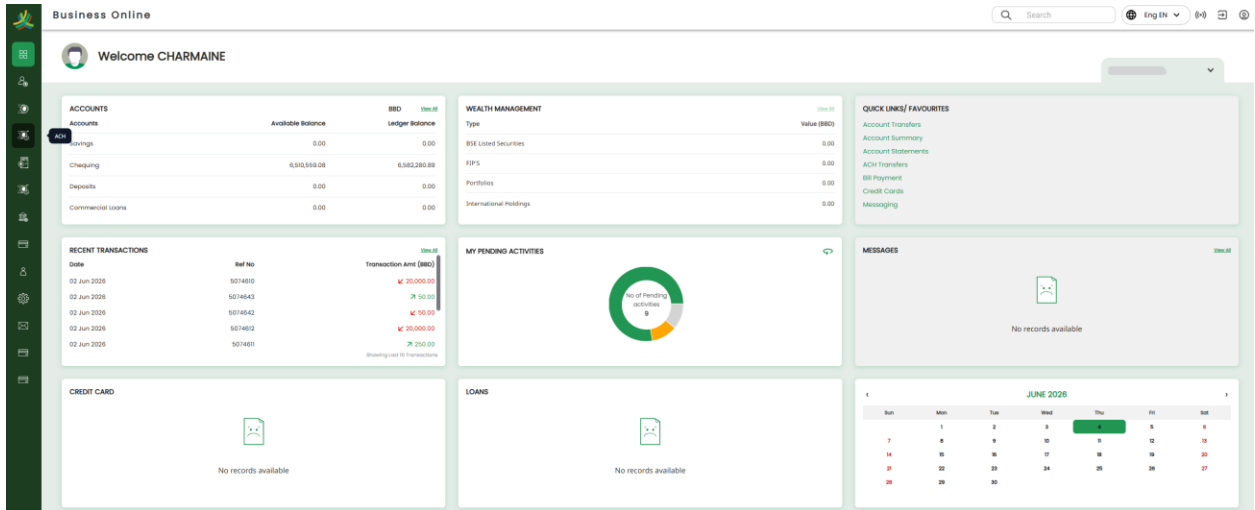 Business Online
Search
Eng EN
Welcome CHARMAINE
ACH
ACCOUNTS BBD View All
Accounts Available Balance Ledger Balance
Savings 0.00 0.00
Chequing 6,510,559.08 6,582,280.89
Deposits 0.00 0.00
Commercial Loans 0.00 0.00
WEALTH MANAGEMENT View All
Type Value (BBD)
BSE Listed Securities 0.00
FIP'S 0.00
Portfolios 0.00
International Holdings 0.00
QUICK LINKS/ FAVOURITES
Account Transfers
Account Summary
Account Statements
ACH Transfers
Bill Payment
Credit Cards
Messaging
RECENT TRANSACTIONS View All
Date Ref No Transaction Amt (BBD)
02 Jun 2026 5074610 20,000.00
02 Jun 2026 5074643 50.00
02 Jun 2026 5074642 50.00
02 Jun 2026 5074612 20,000.00
02 Jun 2026 5074611 250.00
Showing Last 10 Transactions
MY PENDING ACTIVITIES
No of Pending
activities
9
MESSAGES View All
No records available
CREDIT CARD
No records available
LOANS
No records available
‹ JUNE 2026 ›
Sun Mon Tue Wed Thu Fri Sat
1 2 3 4 5 6
7 8 9 10 11 12 13
14 15 16 17 18 19 20
21 22 23 24 25 26 27
28 29 30